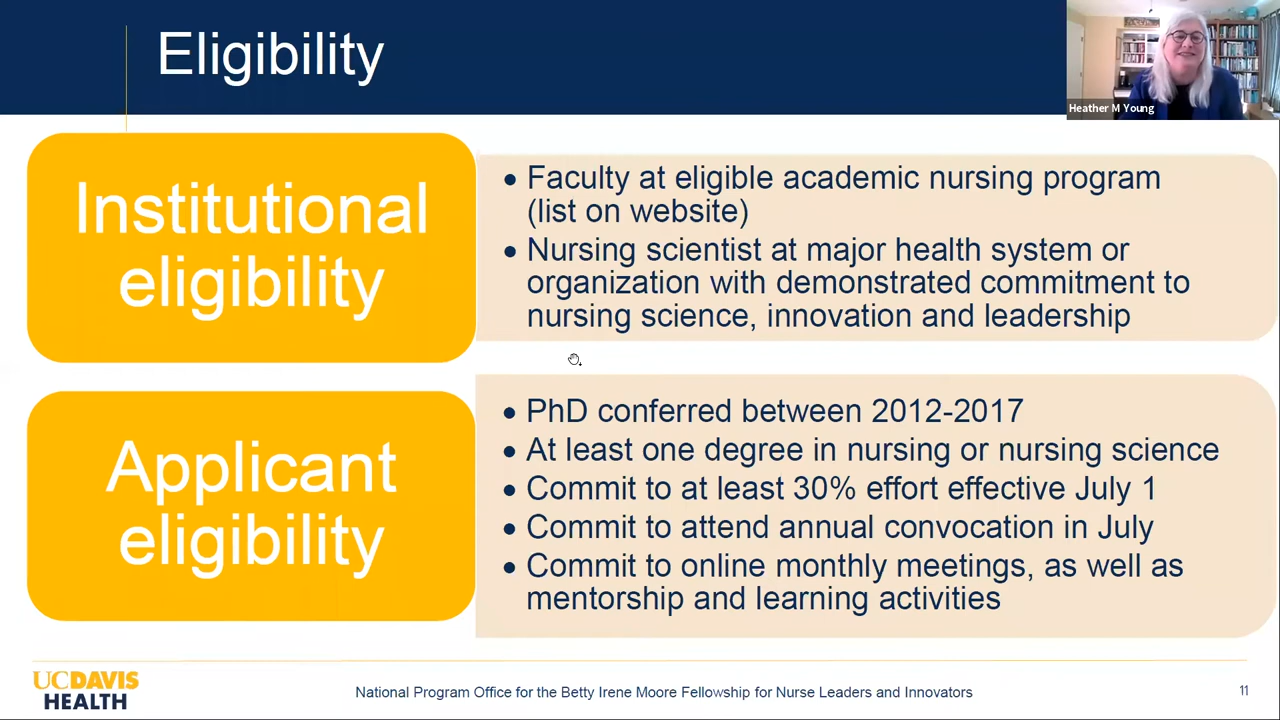 Eligibility
Heather M Young
Institutional
eligibility
• Faculty at eligible academic nursing program
(list on website)
• Nursing scientist at major health system or
organization with demonstrated commitment to
nursing science, innovation and leadership
Applicant
eligibility
• PhD conferred between 2012-2017
• At least one degree in nursing or nursing science
• Commit to at least 30% effort effective July 1
• Commit to attend annual convocation in July
• Commit to online monthly meetings, as well as
mentorship and learning activities
UCDAVIS
HEALTH
National Program Office for the Betty Irene Moore Fellowship for Nurse Leaders and Innovators
11